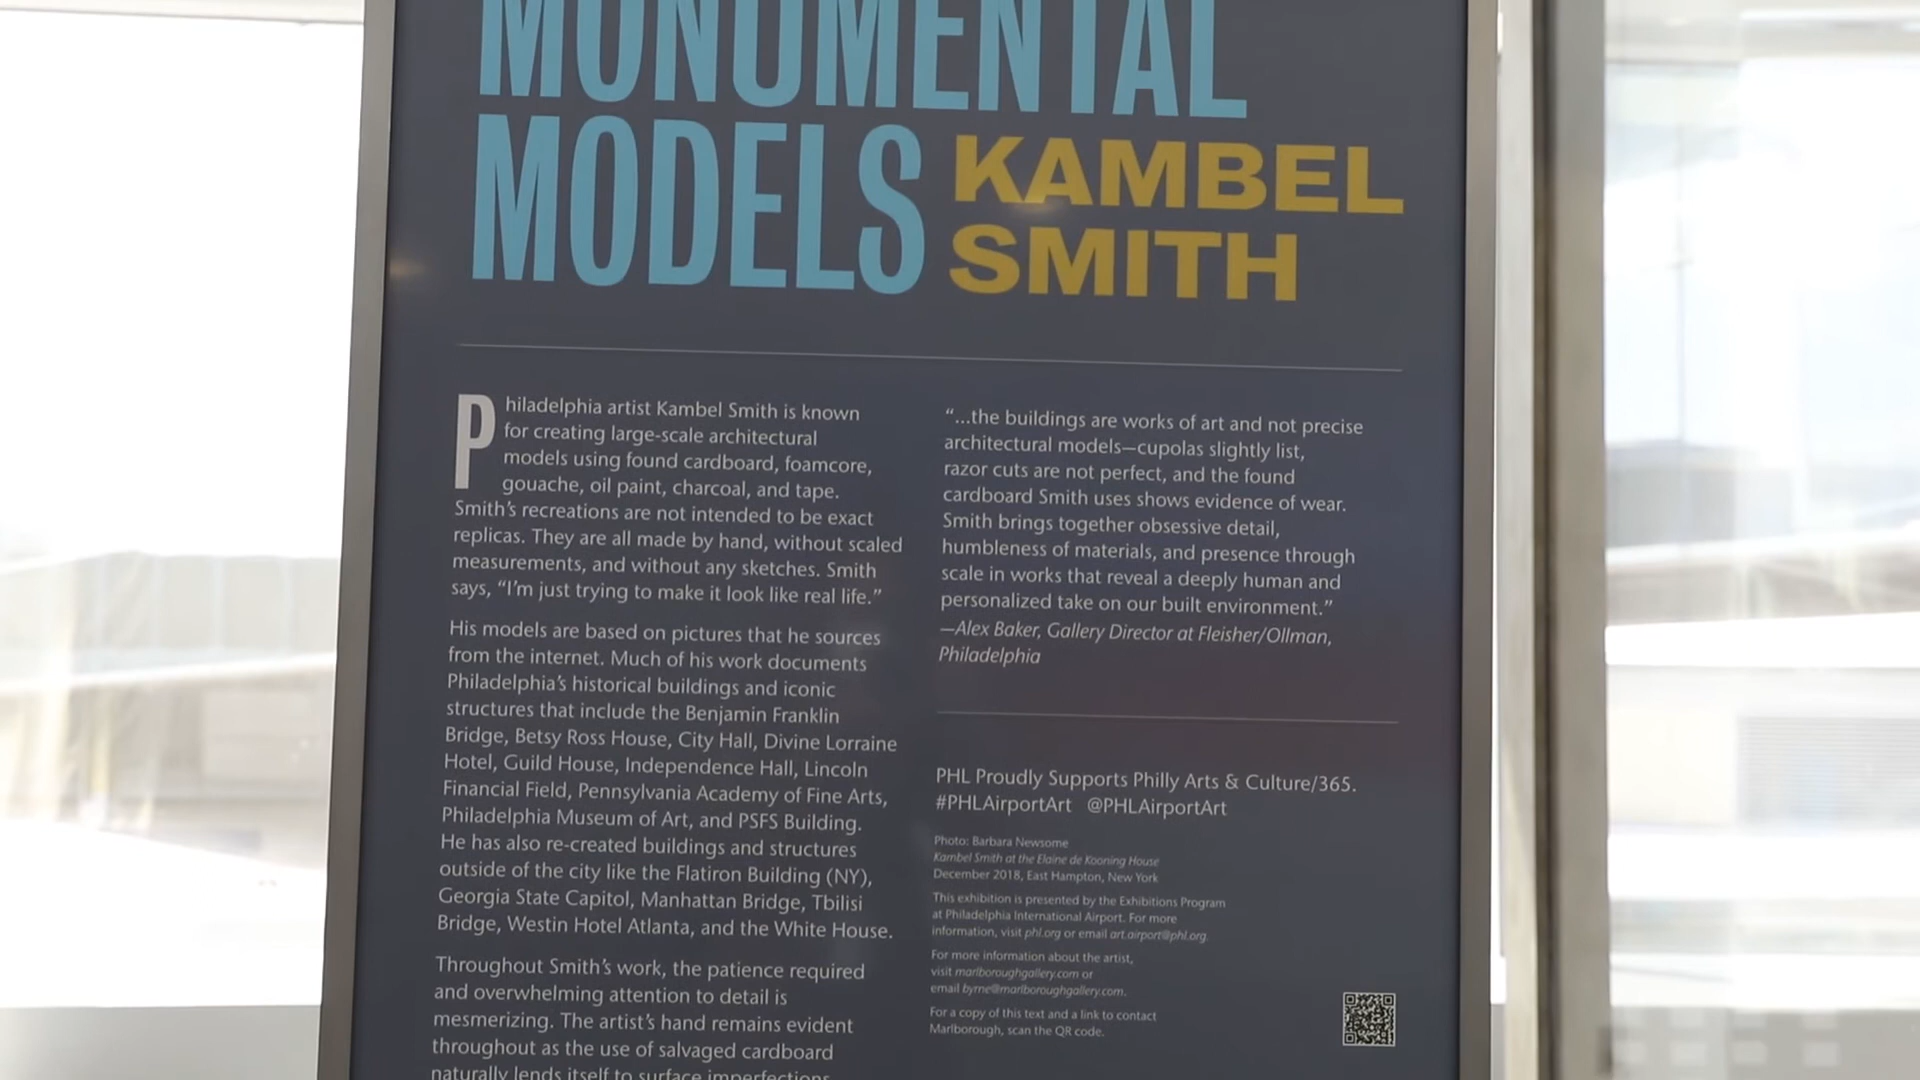 MONUMENTAL
MODELS
KAMBEL
SMITH
Philadelphia artist Kambel Smith is known
for creating large-scale architectural
models using found cardboard, foamcore,
gouache, oil paint, charcoal, and tape.
Smith's recreations are not intended to be exact
replicas. They are all made by hand, without scaled
measurements, and without any sketches. Smith
says, “I'm just trying to make it look like real life.”
His models are based on pictures that he sources
from the internet. Much of his work documents
Philadelphia's historical buildings and iconic
structures that include the Benjamin Franklin
Bridge, Betsy Ross House, City Hall, Divine Lorraine
Hotel, Guild House, Independence Hall, Lincoln
Financial Field, Pennsylvania Academy of Fine Arts,
Philadelphia Museum of Art, and PSFS Building.
He has also re-created buildings and structures
outside of the city like the Flatiron Building (NY),
Georgia State Capitol, Manhattan Bridge, Tbilisi
Bridge, Westin Hotel Atlanta, and the White House.
Throughout Smith's work, the patience required
and overwhelming attention to detail is
mesmerizing. The artist's hand remains evident
throughout as the use of salvaged cardboard
naturally lends itself to surface imperfections
“...the buildings are works of art and not precise
architectural models—cupolas slightly list,
razor cuts are not perfect, and the found
cardboard Smith uses shows evidence of wear.
Smith brings together obsessive detail,
humbleness of materials, and presence through
scale in works that reveal a deeply human and
personalized take on our built environment.”
—Alex Baker, Gallery Director at Fleisher/Ollman,
Philadelphia
PHL Proudly Supports Philly Arts & Culture/365.
#PHLAirportArt @PHLAirportArt
Photo: Barbara Newsome
Kambel Smith at the Elaine de Kooning House
December 2018, East Hampton, New York
This exhibition is presented by the Exhibitions Program
at Philadelphia International Airport. For more
information, visit phl.org or email art.airport@phl.org.
For more information about the artist,
visit marlboroughgallery.com or
email byrne@marlboroughgallery.com.
For a copy of this text and a link to contact
Marlborough, scan the QR code.